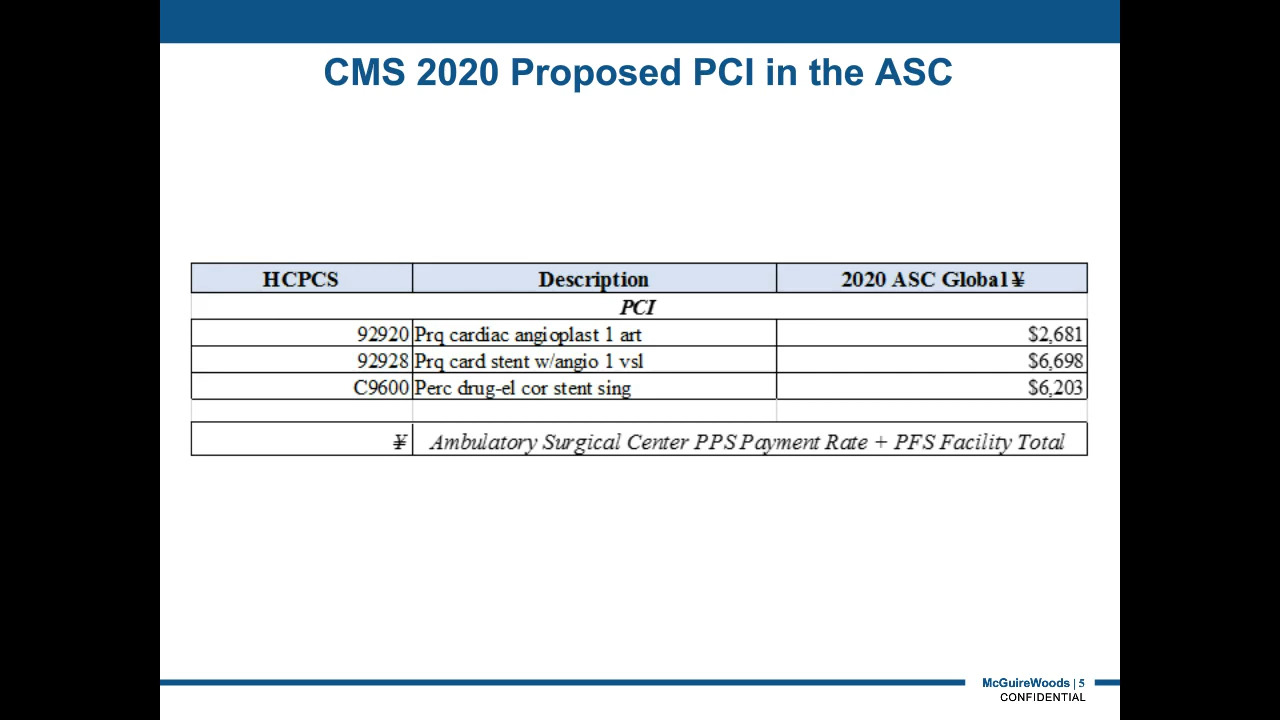 CMS 2020 Proposed PCI in the ASC
HCPCS Description 2020 ASC Global ¥
PCI
92920 Prq cardiac angioplast 1 art $2,681
92928 Prq card stent w/angio 1 vsl $6,698
C9600 Perc drug-el cor stent sing $6,203
¥ Ambulatory Surgical Center PPS Payment Rate + PFS Facility Total
McGuireWoods | 5
CONFIDENTIAL